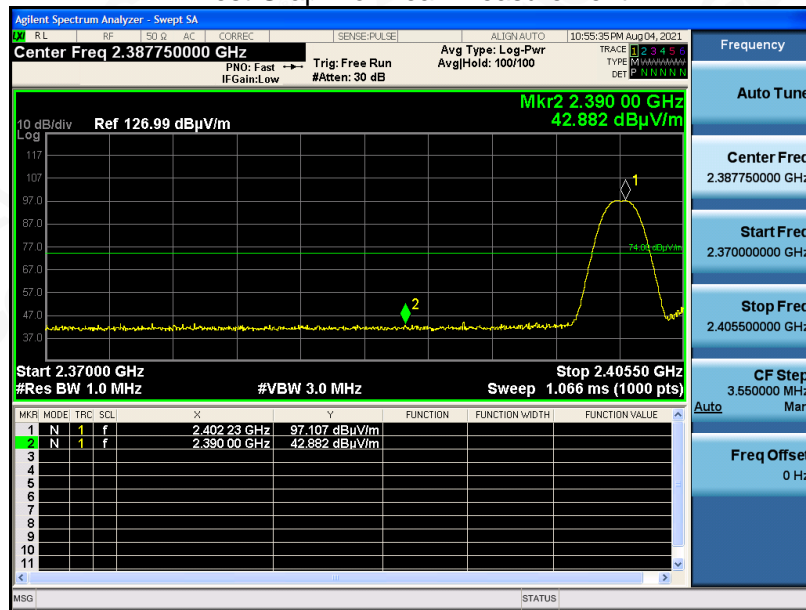 Agilent Spectrum Analyzer - Swept SA
LXI RL RF 50 Ω AC CORREC SENSE:PULSE ALIGN AUTO 10:55:35 PM Aug 04, 2021
Center Freq 2.387750000 GHz
PNO: Fast
IFGain:Low
Trig: Free Run
#Atten: 30 dB
Avg Type: Log-Pwr
Avg|Hold: 100/100
TRACE 1 2 3 4 5 6
TYPE M WWWWW
DET P N N N N N
Mkr2 2.390 00 GHz
42.882 dBµV/m
10 dB/div Ref 126.99 dBµV/m
Log
117
107
97.0
87.0
77.0
67.0
57.0
47.0
37.0
1
2
74.00 dBµV/m
Start 2.37000 GHz Stop 2.40550 GHz
#Res BW 1.0 MHz #VBW 3.0 MHz Sweep 1.066 ms (1000 pts)
MKR MODE TRC SCL X Y FUNCTION FUNCTION WIDTH FUNCTION VALUE
1 N 1 f 2.402 23 GHz 97.107 dBµV/m
2 N 1 f 2.390 00 GHz 42.882 dBµV/m
3
4
5
6
7
8
9
10
11
MSG STATUS
Frequency
Auto Tune
Center Freq
2.387750000 GHz
Start Freq
2.370000000 GHz
Stop Freq
2.405500000 GHz
CF Step
3.550000 MHz
Auto Man
Freq Offset
0 Hz